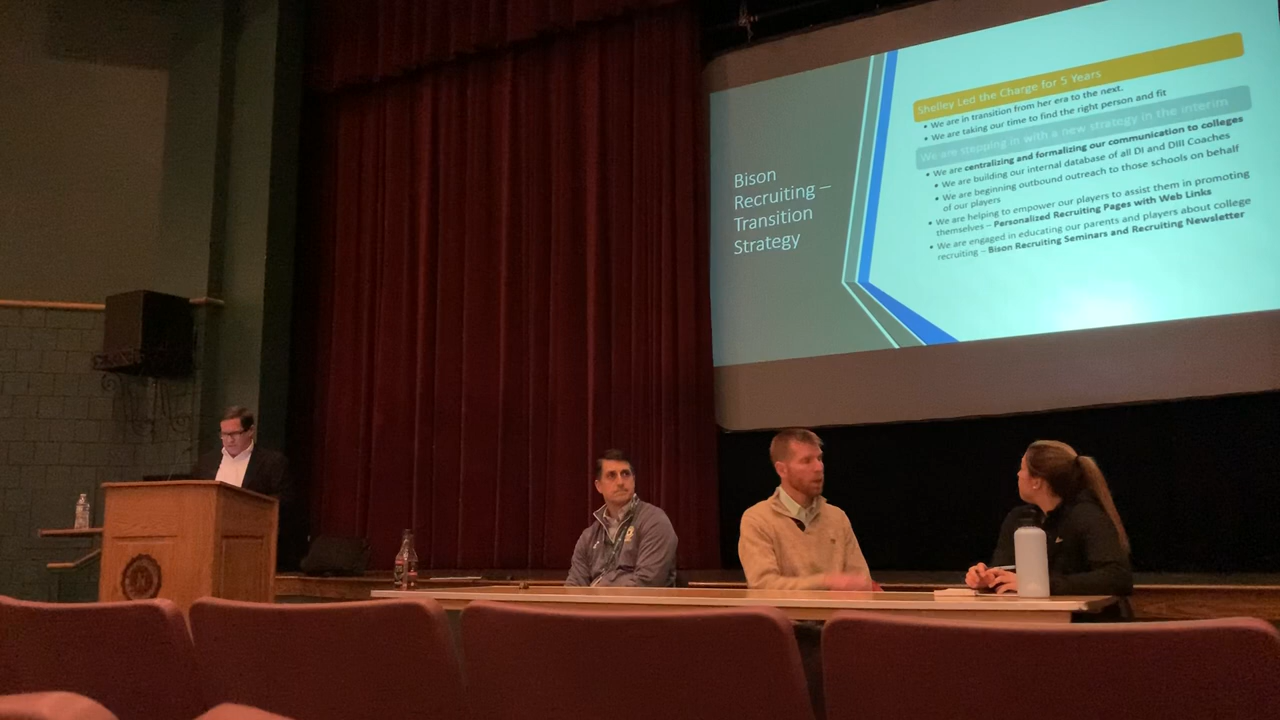 Bison
Recruiting –
Transition
Strategy
Shelley Led the Charge for 5 Years
• We are in transition from her era to the next.
• We are taking our time to find the right person and fit
We are stepping in with a new strategy in the interim
• We are centralizing and formalizing our communication to colleges
• We are building our internal database of all DI and DIII Coaches
• We are beginning outbound outreach to those schools on behalf
of our players
• We are helping to empower our players to assist them in promoting
themselves – Personalized Recruiting Pages with Web Links
• We are engaged in educating our parents and players about college
recruiting – Bison Recruiting Seminars and Recruiting Newsletter